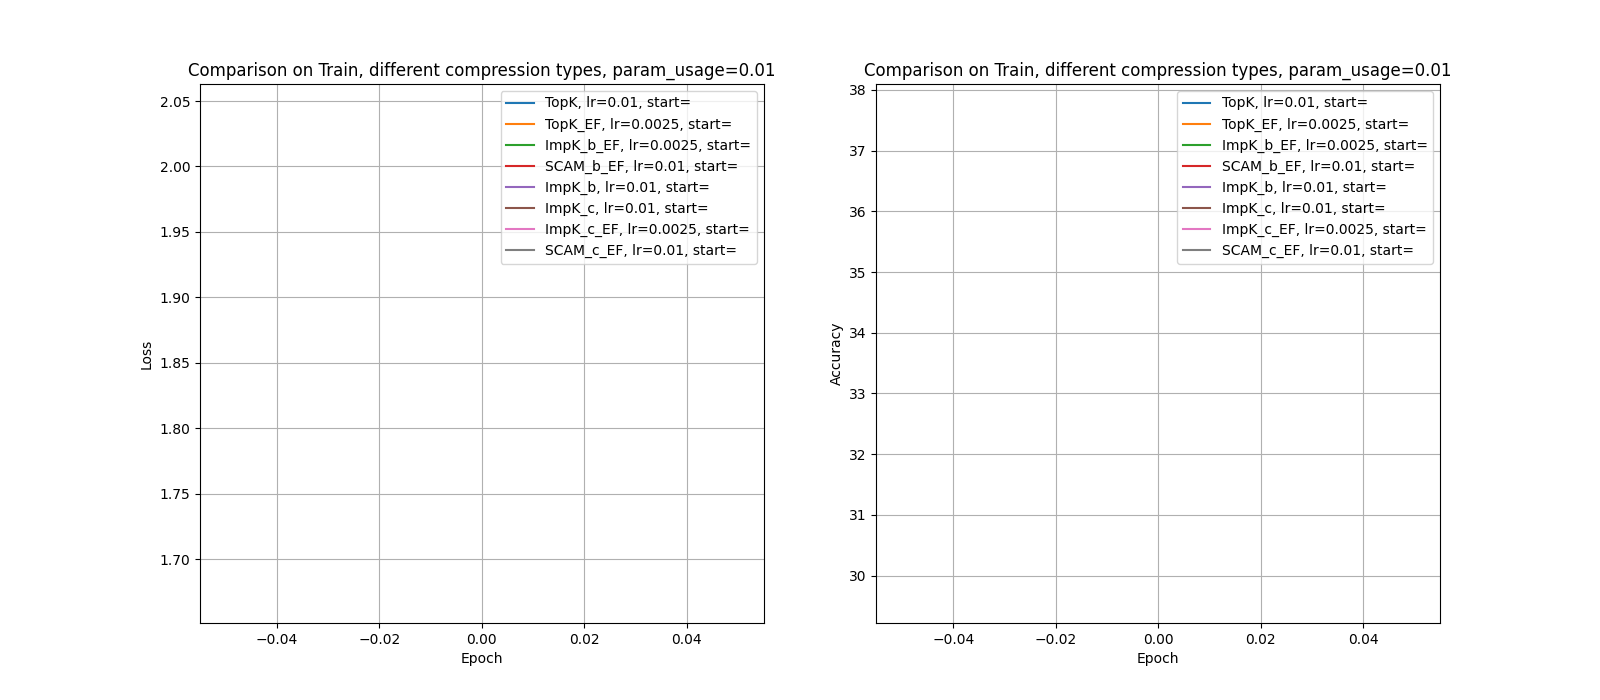 Comparison on Train, different compression types, param_usage=0.01
2.05
2.00
1.95
1.90
1.85
1.80
1.75
1.70
Loss
−0.04
−0.02
0.00
0.02
0.04
Epoch
TopK, lr=0.01, start=
TopK_EF, lr=0.0025, start=
ImpK_b_EF, lr=0.0025, start=
SCAM_b_EF, lr=0.01, start=
ImpK_b, lr=0.01, start=
ImpK_c, lr=0.01, start=
ImpK_c_EF, lr=0.0025, start=
SCAM_c_EF, lr=0.01, start=
Comparison on Train, different compression types, param_usage=0.01
38
37
36
35
34
33
32
31
30
Accuracy
−0.04
−0.02
0.00
0.02
0.04
Epoch
TopK, lr=0.01, start=
TopK_EF, lr=0.0025, start=
ImpK_b_EF, lr=0.0025, start=
SCAM_b_EF, lr=0.01, start=
ImpK_b, lr=0.01, start=
ImpK_c, lr=0.01, start=
ImpK_c_EF, lr=0.0025, start=
SCAM_c_EF, lr=0.01, start=